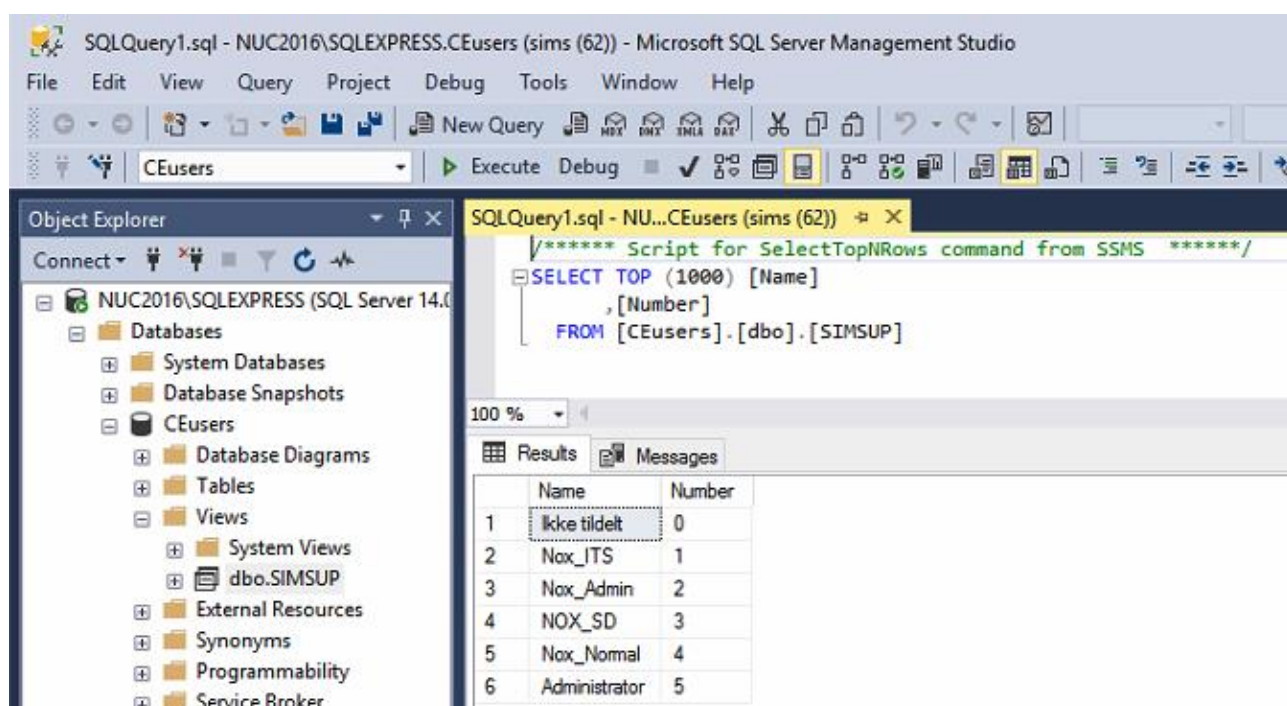 SQLQuery1.sql - NUC2016\SQLEXPRESS.CEusers (sims (62)) - Microsoft SQL Server Management Studio
File Edit View Query Project Debug Tools Window Help
New Query MDX DMX XMLA DAX
CEusers Execute Debug
Object Explorer
Connect
NUC2016\SQLEXPRESS (SQL Server 14.0
Databases
System Databases
Database Snapshots
CEusers
Database Diagrams
Tables
Views
System Views
dbo.SIMSUP
External Resources
Synonyms
Programmability
Service Broker
SQLQuery1.sql - NU...CEusers (sims (62))
/****** Script for SelectTopNRows command from SSMS ******/
SELECT TOP (1000) [Name]
,[Number]
FROM [CEusers].[dbo].[SIMSUP]
100 %
Results Messages
Name Number
1 Ikke tildelt 0
2 Nox_ITS 1
3 Nox_Admin 2
4 NOX_SD 3
5 Nox_Normal 4
6 Administrator 5